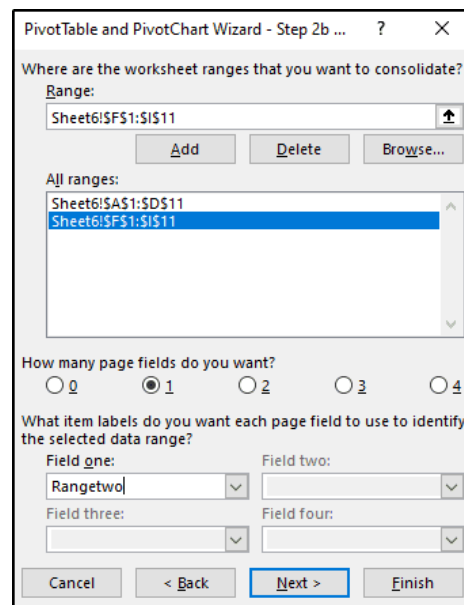 PivotTable and PivotChart Wizard - Step 2b ... ? ×
Where are the worksheet ranges that you want to consolidate?
Range:
Sheet6!$F$1:$I$11
Add Delete Browse...
All ranges:
Sheet6!$A$1:$D$11
Sheet6!$F$1:$I$11
How many page fields do you want?
0 1 2 3 4
What item labels do you want each page field to use to identify
the selected data range?
Field one: Field two:
Rangetwo
Field three: Field four:
Cancel < Back Next > Finish